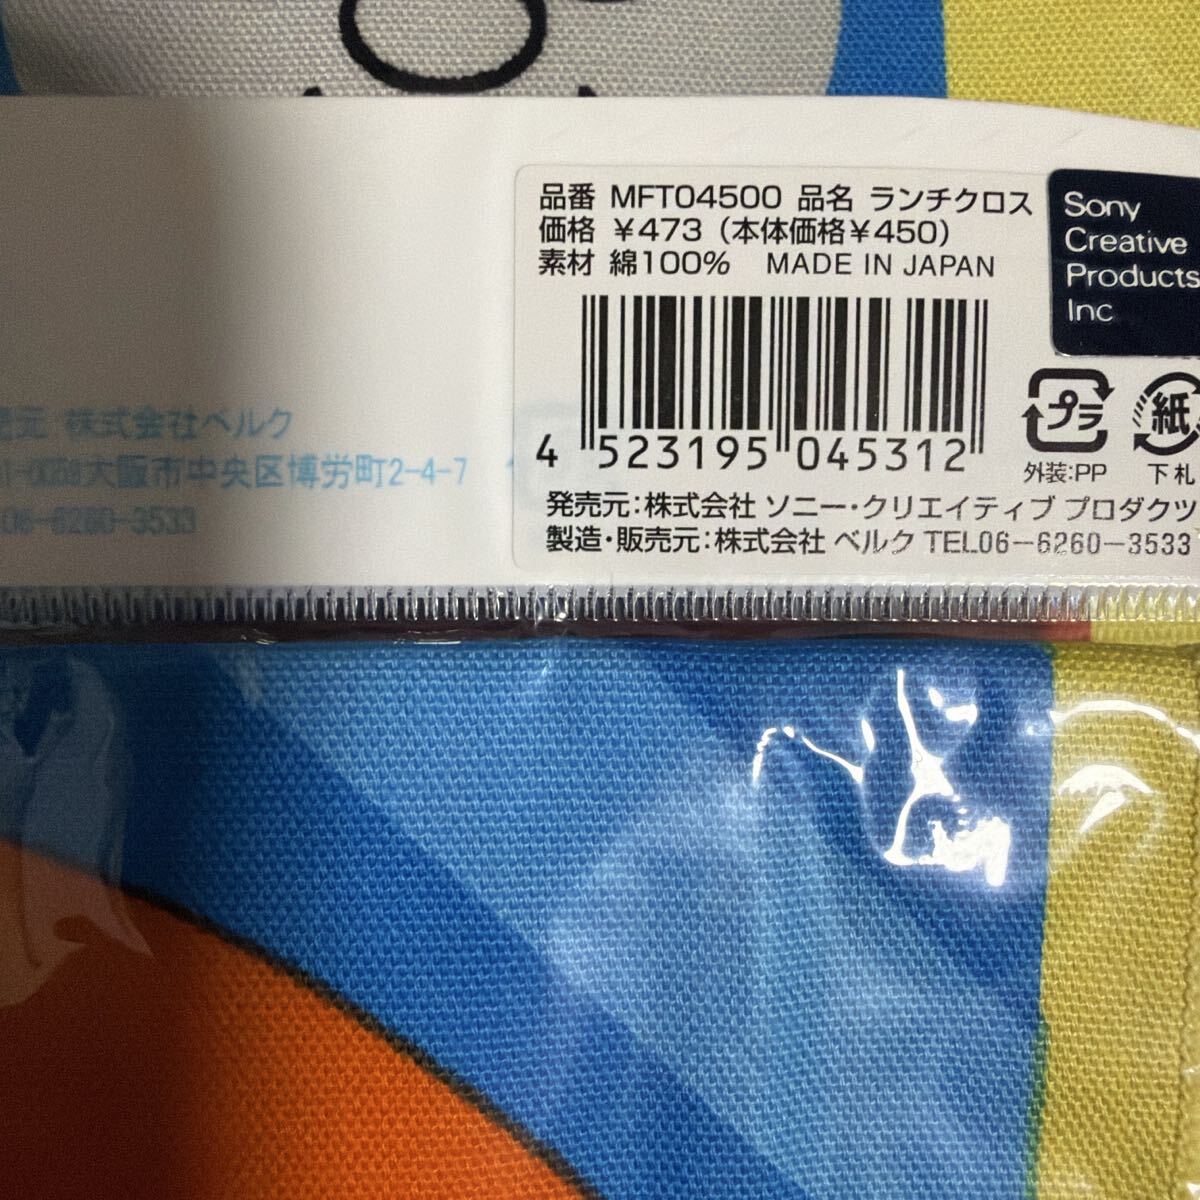 品番 MFT04500 品名 ランチクロス
価格 ￥473（本体価格￥450）
素材 綿100% MADE IN JAPAN
Sony
Creative
Products
Inc
4 523195 045312
プラ
紙
外装:PP
下札
発売元:株式会社 ソニー・クリエイティブ プロダクツ
製造・販売元:株式会社 ベルク TEL06-6260-3533
元 株式会社ベルク
大阪市中央区博労町2-4-7
06-6260-3533